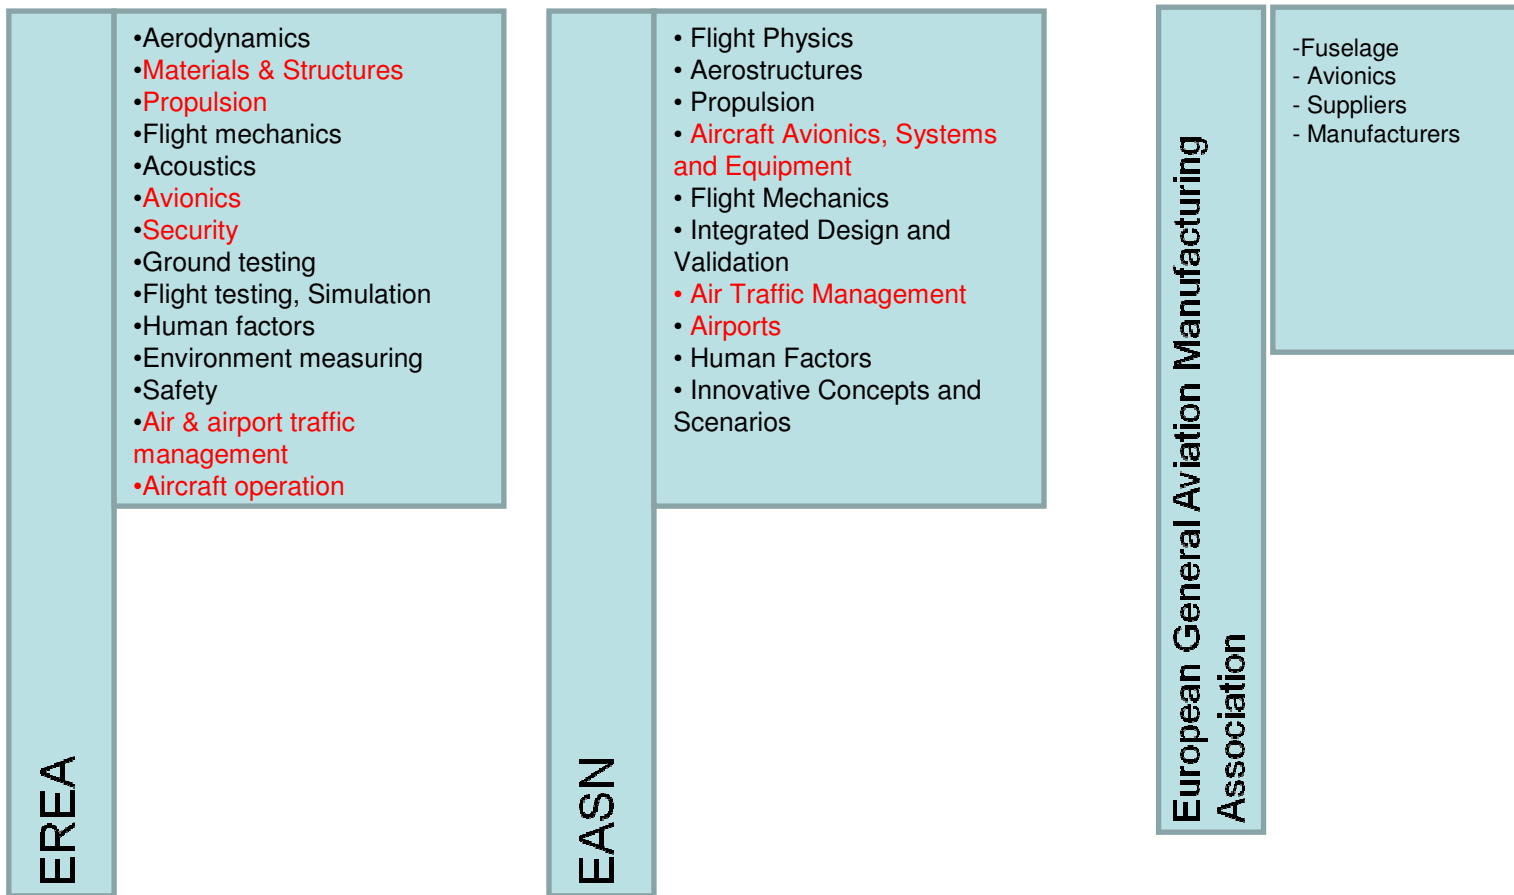 EREA
•Aerodynamics
•Materials & Structures
•Propulsion
•Flight mechanics
•Acoustics
•Avionics
•Security
•Ground testing
•Flight testing, Simulation
•Human factors
•Environment measuring
•Safety
•Air & airport traffic
management
•Aircraft operation
EASN
• Flight Physics
• Aerostructures
• Propulsion
• Aircraft Avionics, Systems
and Equipment
• Flight Mechanics
• Integrated Design and
Validation
• Air Traffic Management
• Airports
• Human Factors
• Innovative Concepts and
Scenarios
European General Aviation Manufacturing
Association
-Fuselage
- Avionics
- Suppliers
- Manufacturers